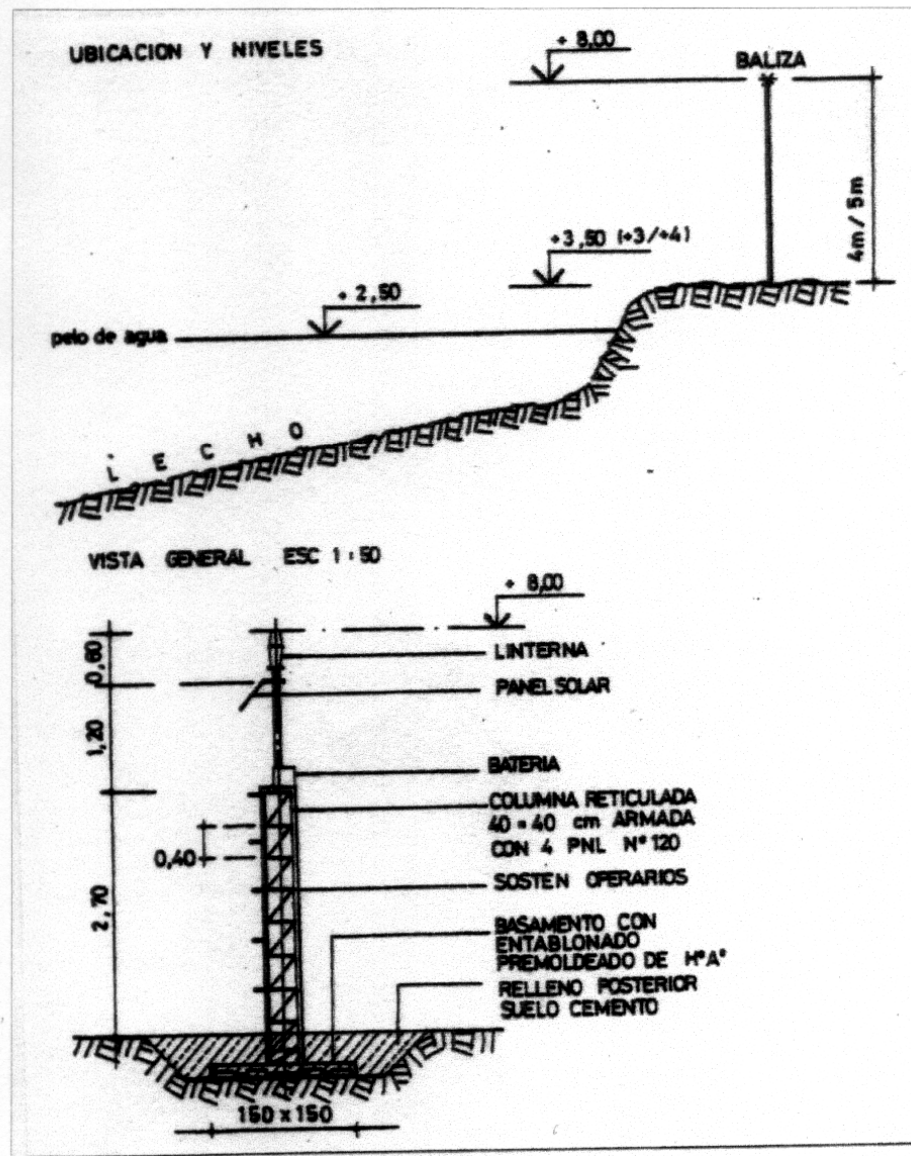 UBICACION Y NIVELES
+ 8,00
BALIZA
4m / 5m
+3,50 (+3/+4)
+ 2,50
pelo de agua
LECHO
VISTA GENERAL ESC 1:50
+ 8,00
0,60
LINTERNA
PANEL SOLAR
1,20
BATERIA
COLUMNA RETICULADA
40 × 40 cm ARMADA
CON 4 PNL N° 120
0,40
SOSTEN OPERARIOS
2,70
BASAMENTO CON
ENTABLONADO
PREMOLDEADO DE H°A°
RELLENO POSTERIOR
SUELO CEMENTO
150 x 150